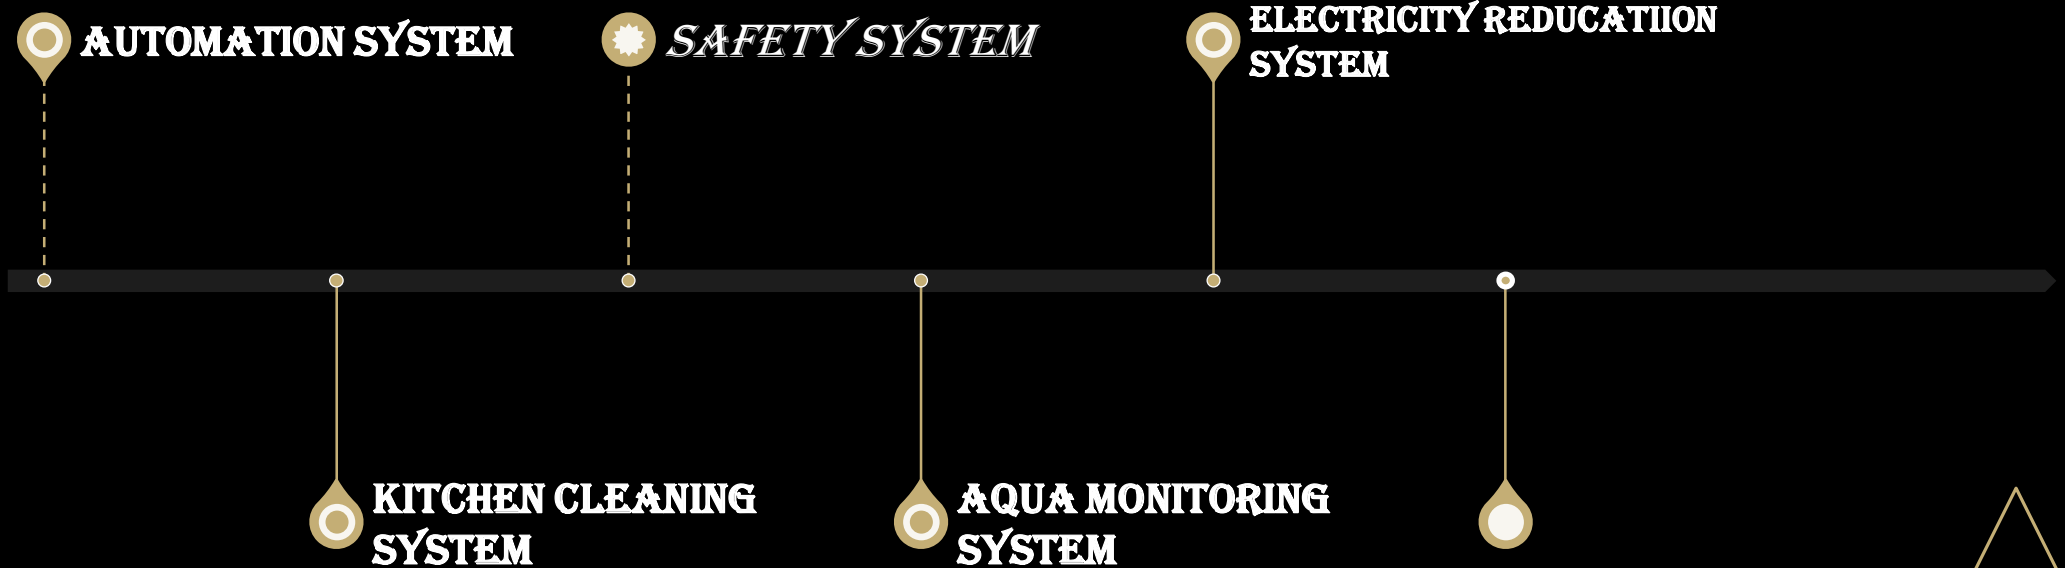 AUTOMATION SYSTEM
SAFETY SYSTEM
ELECTRICITY REDUCATIION
SYSTEM
KITCHEN CLEANING
SYSTEM
AQUA MONITORING
SYSTEM